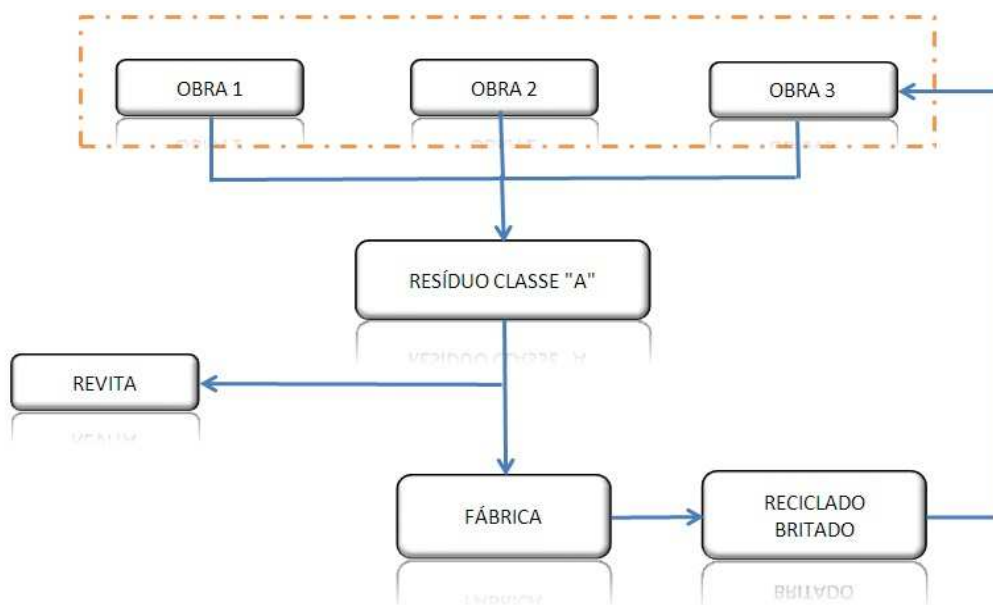 OBRA 1
OBRA 2
OBRA 3
RESÍDUO CLASSE "A"
REVITA
FÁBRICA
RECICLADO
BRITADO